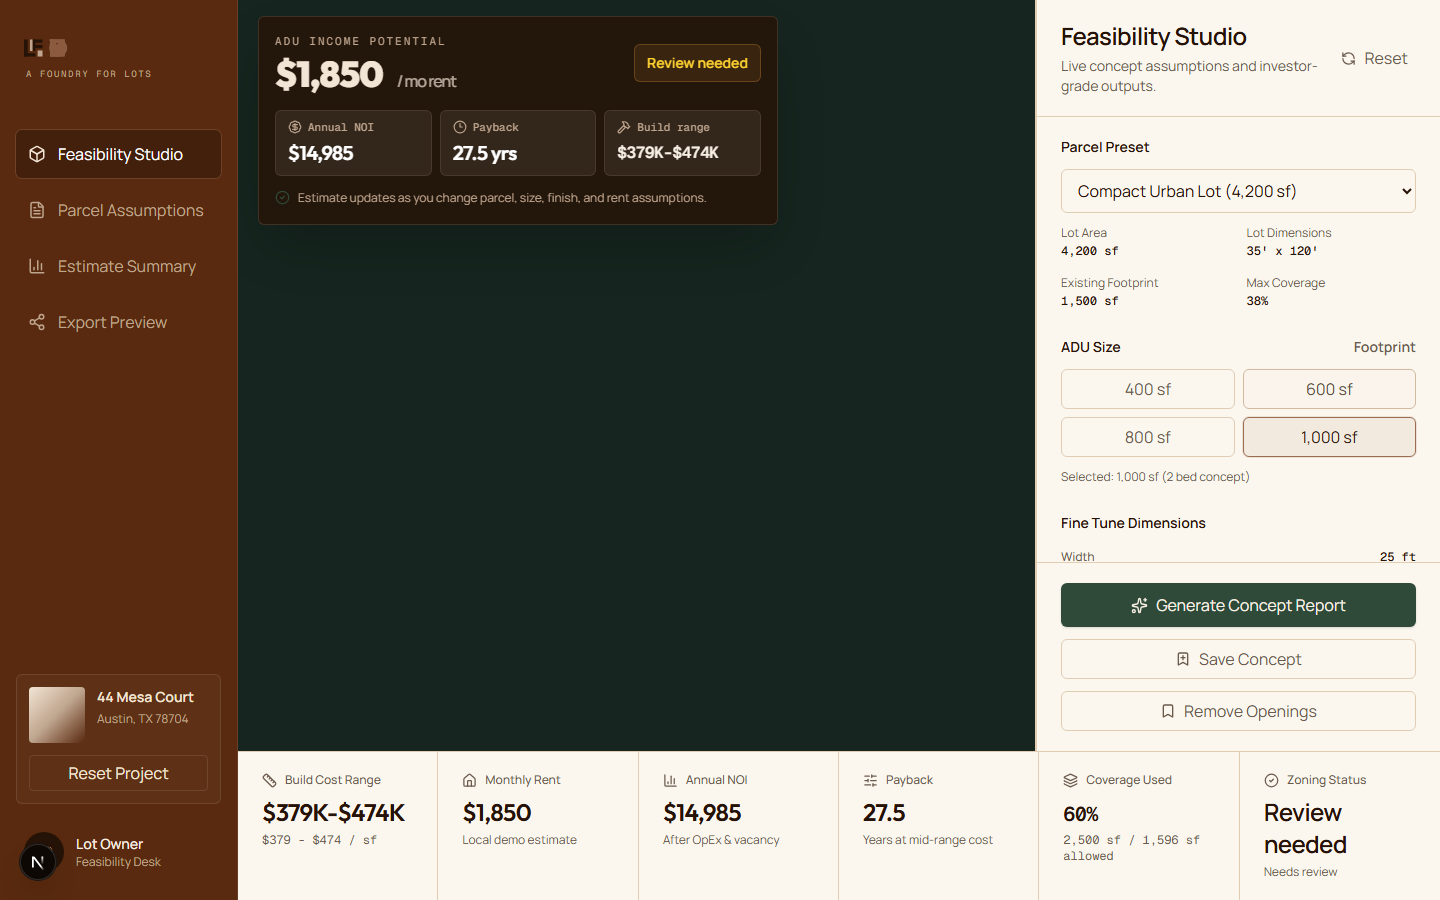 A FOUNDRY FOR LOTS
Feasibility Studio
Parcel Assumptions
Estimate Summary
Export Preview
44 Mesa Court
Austin, TX 78704
Reset Project
N
Lot Owner
Feasibility Desk
ADU INCOME POTENTIAL
$1,850 / mo rent
Review needed
Annual NOI
$14,985
Payback
27.5 yrs
Build range
$379K-$474K
Estimate updates as you change parcel, size, finish, and rent assumptions.
Feasibility Studio
Live concept assumptions and investor-
grade outputs.
Reset
Parcel Preset
Compact Urban Lot (4,200 sf)
Lot Area
4,200 sf
Lot Dimensions
35' x 120'
Existing Footprint
1,500 sf
Max Coverage
38%
ADU Size
Footprint
400 sf
600 sf
800 sf
1,000 sf
Selected: 1,000 sf (2 bed concept)
Fine Tune Dimensions
Width
25 ft
Generate Concept Report
Save Concept
Remove Openings
Build Cost Range
$379K-$474K
$379 - $474 / sf
Monthly Rent
$1,850
Local demo estimate
Annual NOI
$14,985
After OpEx & vacancy
Payback
27.5
Years at mid-range cost
Coverage Used
60%
2,500 sf / 1,596 sf
allowed
Zoning Status
Review
needed
Needs review